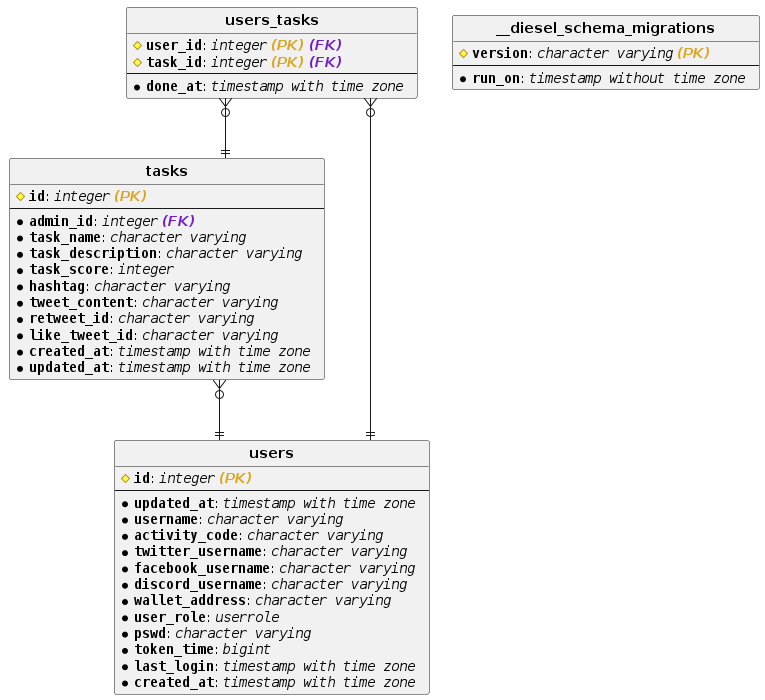 users_tasks
user_id: integer (PK) (FK)
task_id: integer (PK) (FK)
done_at: timestamp with time zone
__diesel_schema_migrations
version: character varying (PK)
run_on: timestamp without time zone
tasks
id: integer (PK)
admin_id: integer (FK)
task_name: character varying
task_description: character varying
task_score: integer
hashtag: character varying
tweet_content: character varying
retweet_id: character varying
like_tweet_id: character varying
created_at: timestamp with time zone
updated_at: timestamp with time zone
users
id: integer (PK)
updated_at: timestamp with time zone
username: character varying
activity_code: character varying
twitter_username: character varying
facebook_username: character varying
discord_username: character varying
wallet_address: character varying
user_role: userrole
pswd: character varying
token_time: bigint
last_login: timestamp with time zone
created_at: timestamp with time zone